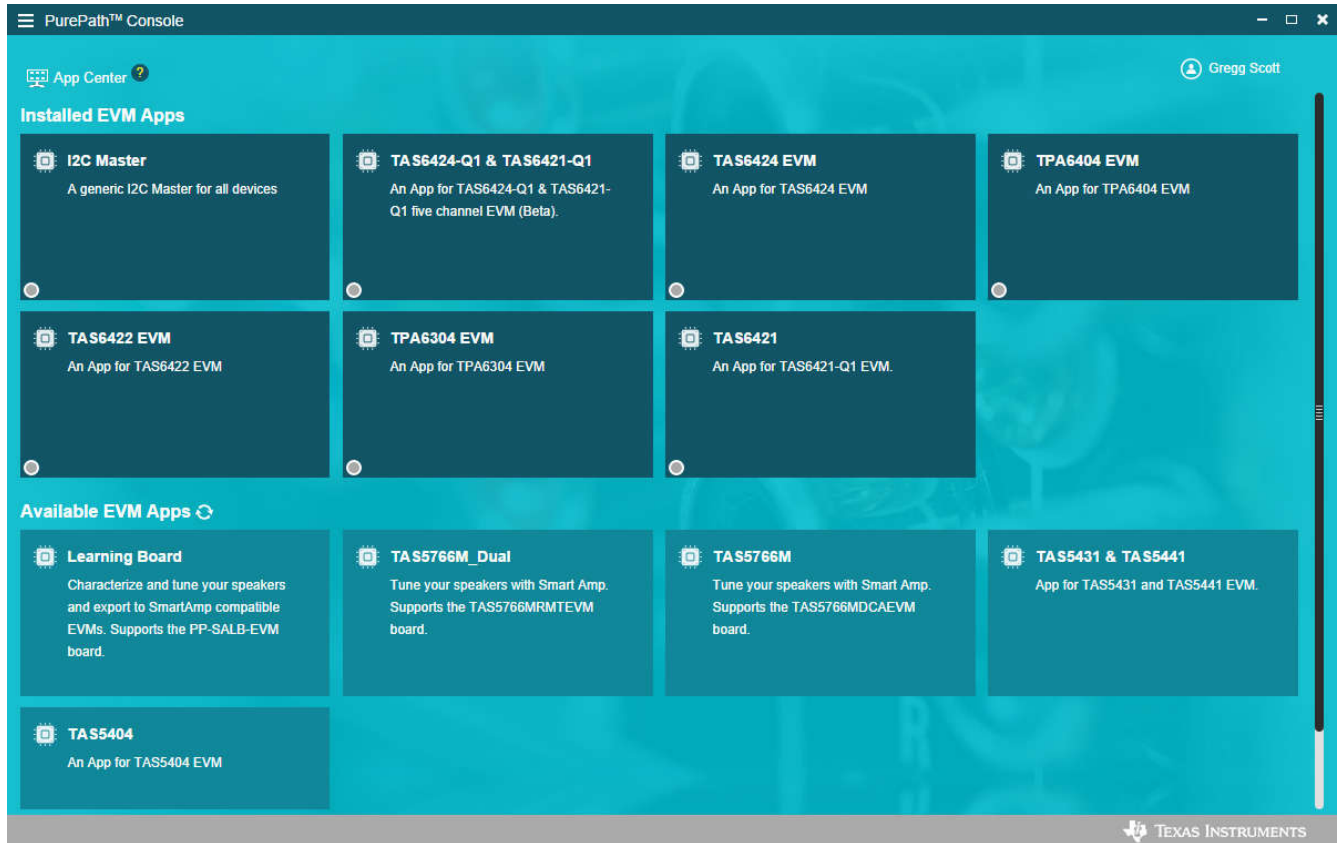 PurePath™ Console
App Center ?
Gregg Scott
Installed EVM Apps
I2C Master
A generic I2C Master for all devices
TAS6424-Q1 & TAS6421-Q1
An App for TAS6424-Q1 & TAS6421-
Q1 five channel EVM (Beta).
TAS6424 EVM
An App for TAS6424 EVM
TPA6404 EVM
An App for TPA6404 EVM
TAS6422 EVM
An App for TAS6422 EVM
TPA6304 EVM
An App for TPA6304 EVM
TAS6421
An App for TAS6421-Q1 EVM.
Available EVM Apps
Learning Board
Characterize and tune your speakers
and export to SmartAmp compatible
EVMs. Supports the PP-SALB-EVM
board.
TAS5766M_Dual
Tune your speakers with Smart Amp.
Supports the TAS5766MRMTEVM
board.
TAS5766M
Tune your speakers with Smart Amp.
Supports the TAS5766MDCAEVM
board.
TAS5431 & TAS5441
App for TAS5431 and TAS5441 EVM.
TAS5404
An App for TAS5404 EVM
TEXAS INSTRUMENTS